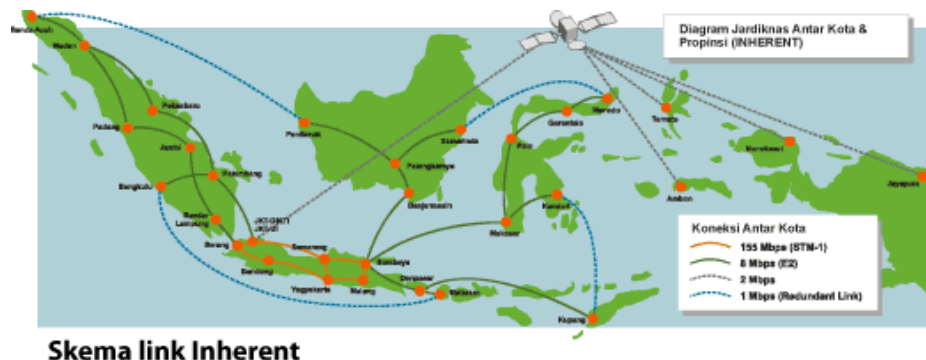 Diagram Jardiknas Antar Kota &
Propinsi (INHERENT)
Banda Aceh
Medan
Pekanbaru
Padang
Jambi
Palembang
Bengkulu
Bandar
Lampung
Serang
Bandung
Semarang
Yogyakarta
Malang
Surabaya
Denpasar
Mataram
Kupang
Pontianak
Samarinda
Palangkaraya
Banjarmasin
Manado
Gorontalo
Palu
Kendari
Makasar
Ternate
Ambon
Manokwari
Jayapura
Koneksi Antar Kota
155 Mbps (STM-1)
8 Mbps (E2)
2 Mbps
1 Mbps (Redundant Link)
Skema link Inherent